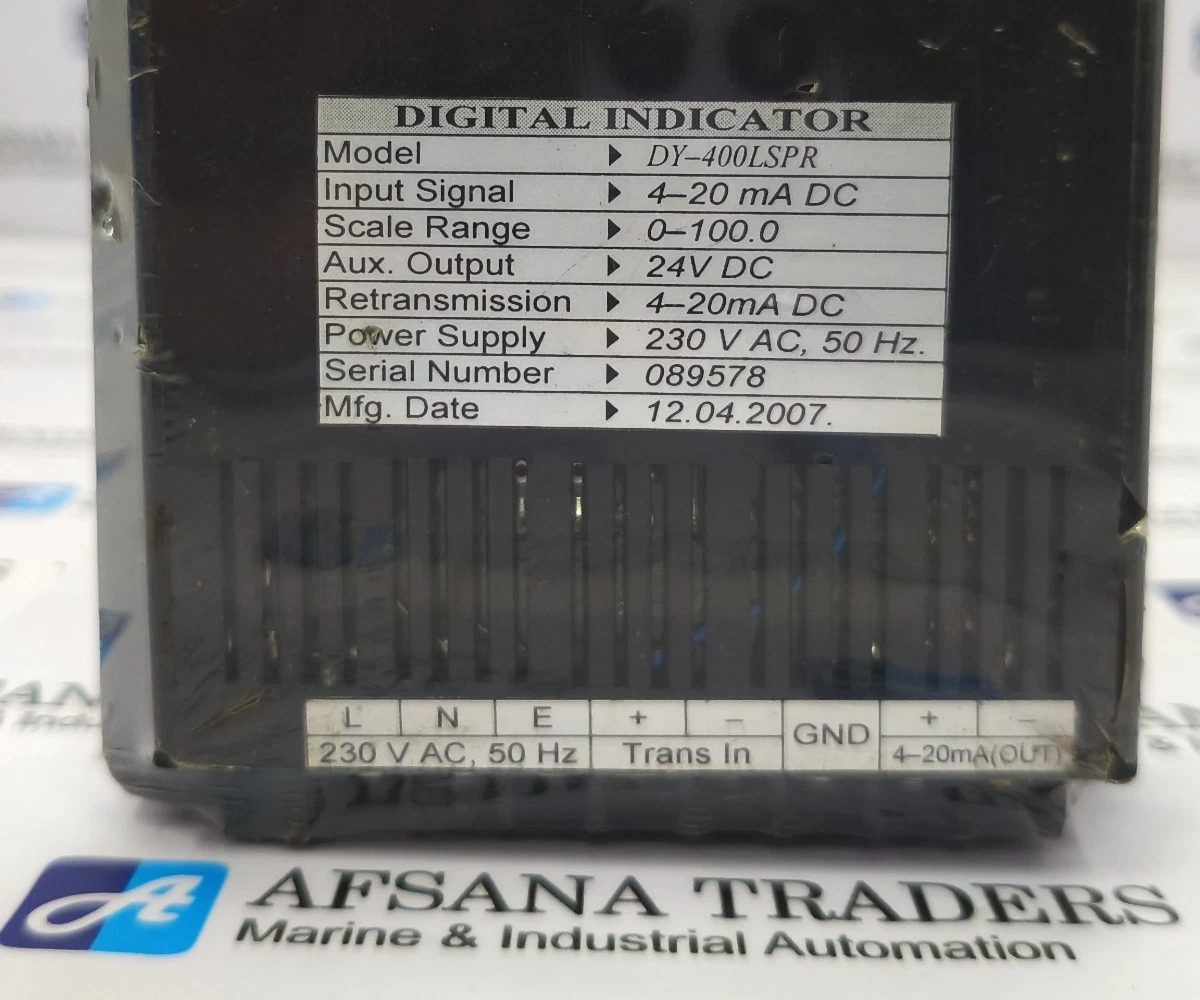 DIGITAL INDICATOR
Model ▶ DY-400LSPR
Input Signal ▶ 4-20 mA DC
Scale Range ▶ 0-100.0
Aux. Output ▶ 24V DC
Retransmission ▶ 4-20mA DC
Power Supply ▶ 230 V AC, 50 Hz.
Serial Number ▶ 089578
Mfg. Date ▶ 12.04.2007.
L N E + - GND + -
230 V AC, 50 Hz Trans In 4-20mA(OUT)
AFSANA TRADERS
Marine & Industrial Automation